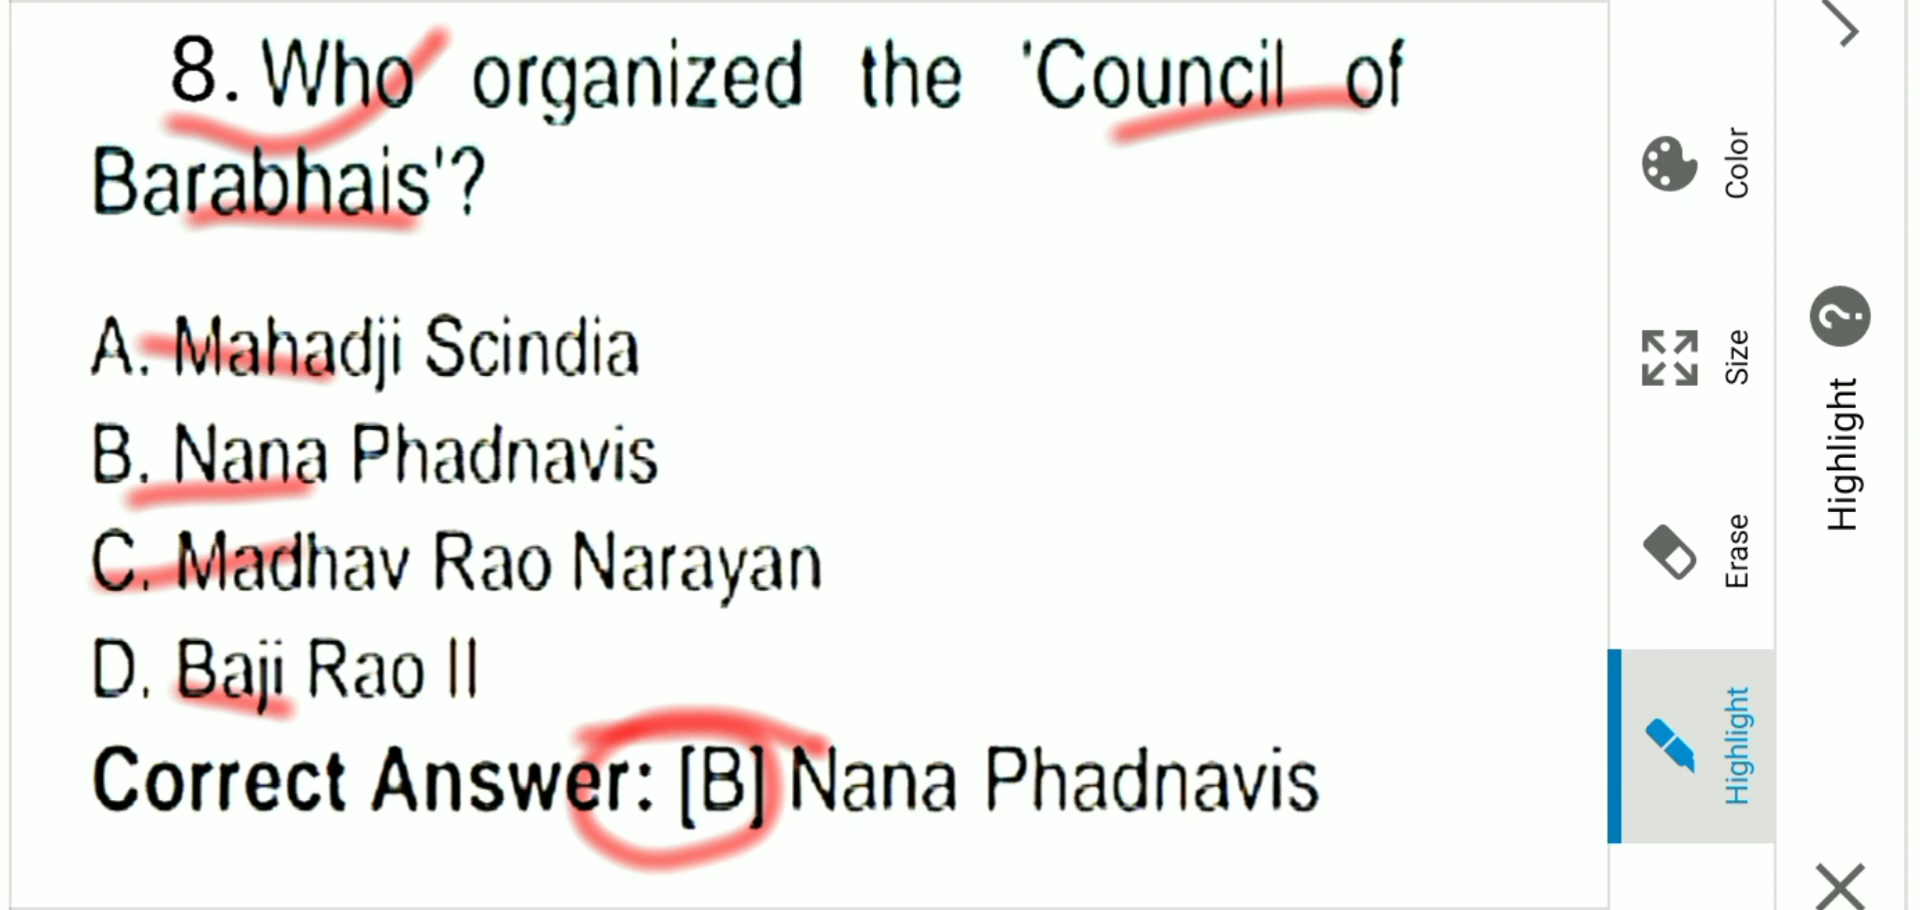 8. Who organized the 'Council of
Barabhais'?
A. Mahadji Scindia
B. Nana Phadnavis
C. Madhav Rao Narayan
D. Baji Rao II
Correct Answer: [B] Nana Phadnavis
Color
Size
Erase
Highlight
Highlight